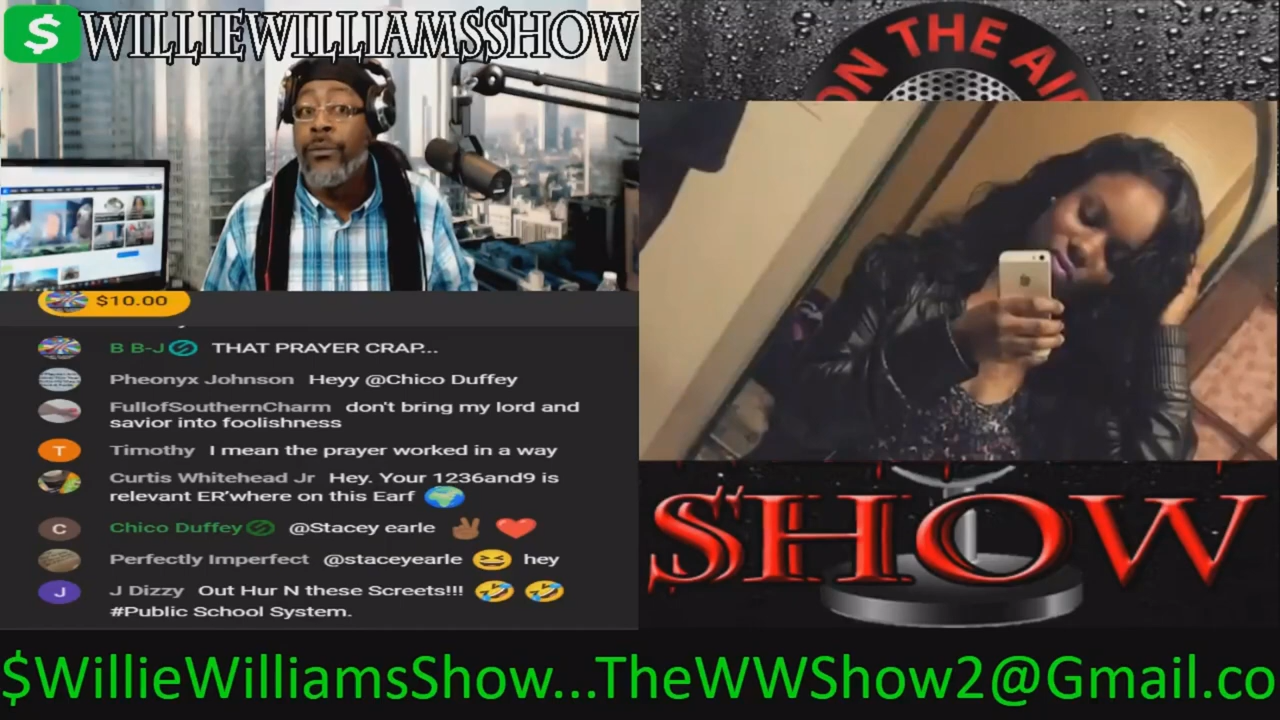 $ WILLIEWILLIAMSSHOW
ON THE AIR
$10.00
B B-J THAT PRAYER CRAP...
Pheonyx Johnson Heyy @Chico Duffey
FullofSouthernCharm don't bring my lord and
savior into foolishness
T Timothy I mean the prayer worked in a way
Curtis Whitehead Jr Hey. Your 1236and9 is
relevant ER'where on this Earf 🌍
C Chico Duffey @Stacey earle ✌🏾 ❤️
Perfectly Imperfect @staceyearle 😆 hey
J J Dizzy Out Hur N these Screets!!! 🤣 🤣
#Public School System.
SHOW
$WillieWilliamsShow...TheWWShow2@Gmail.co